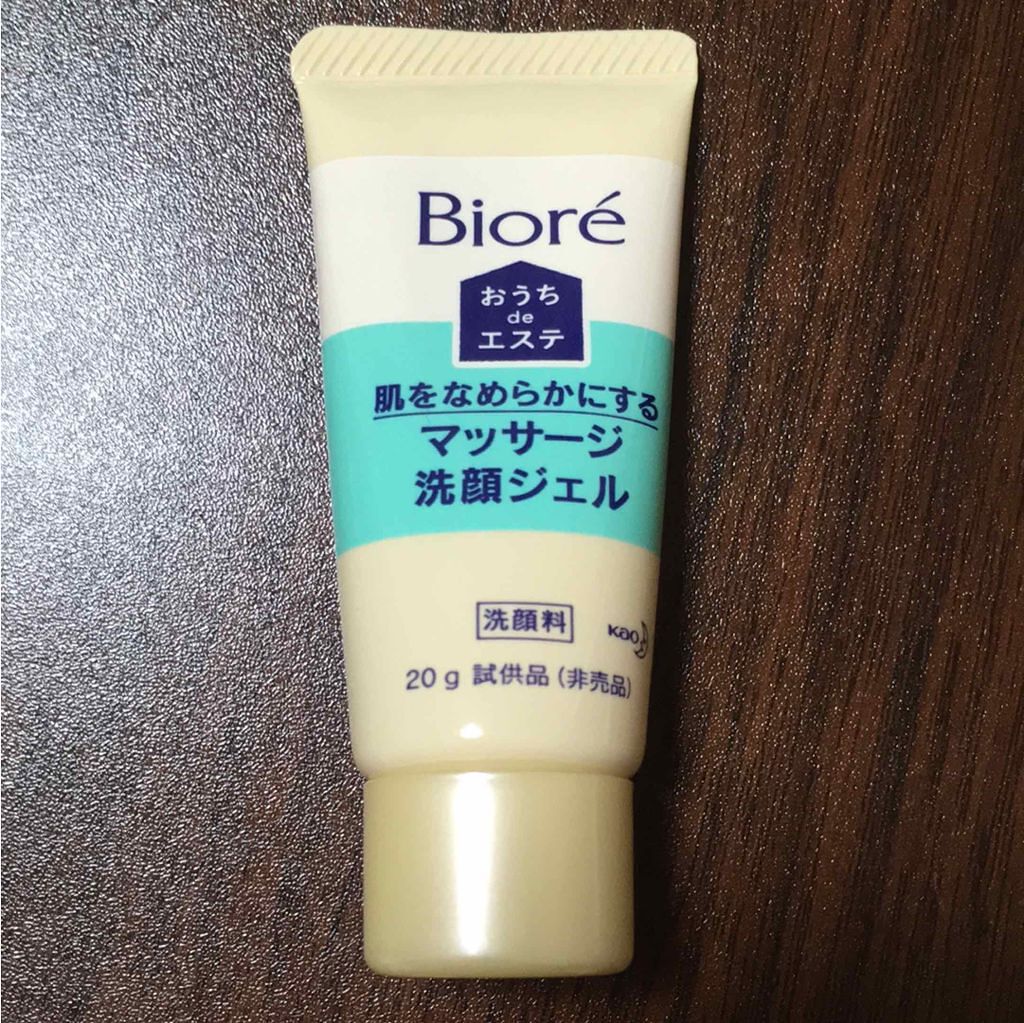 Bioré
おうち
de
エステ
肌をなめらかにする
マッサージ
洗顔ジェル
洗顔料
Kao
20 g 試供品 (非売品)